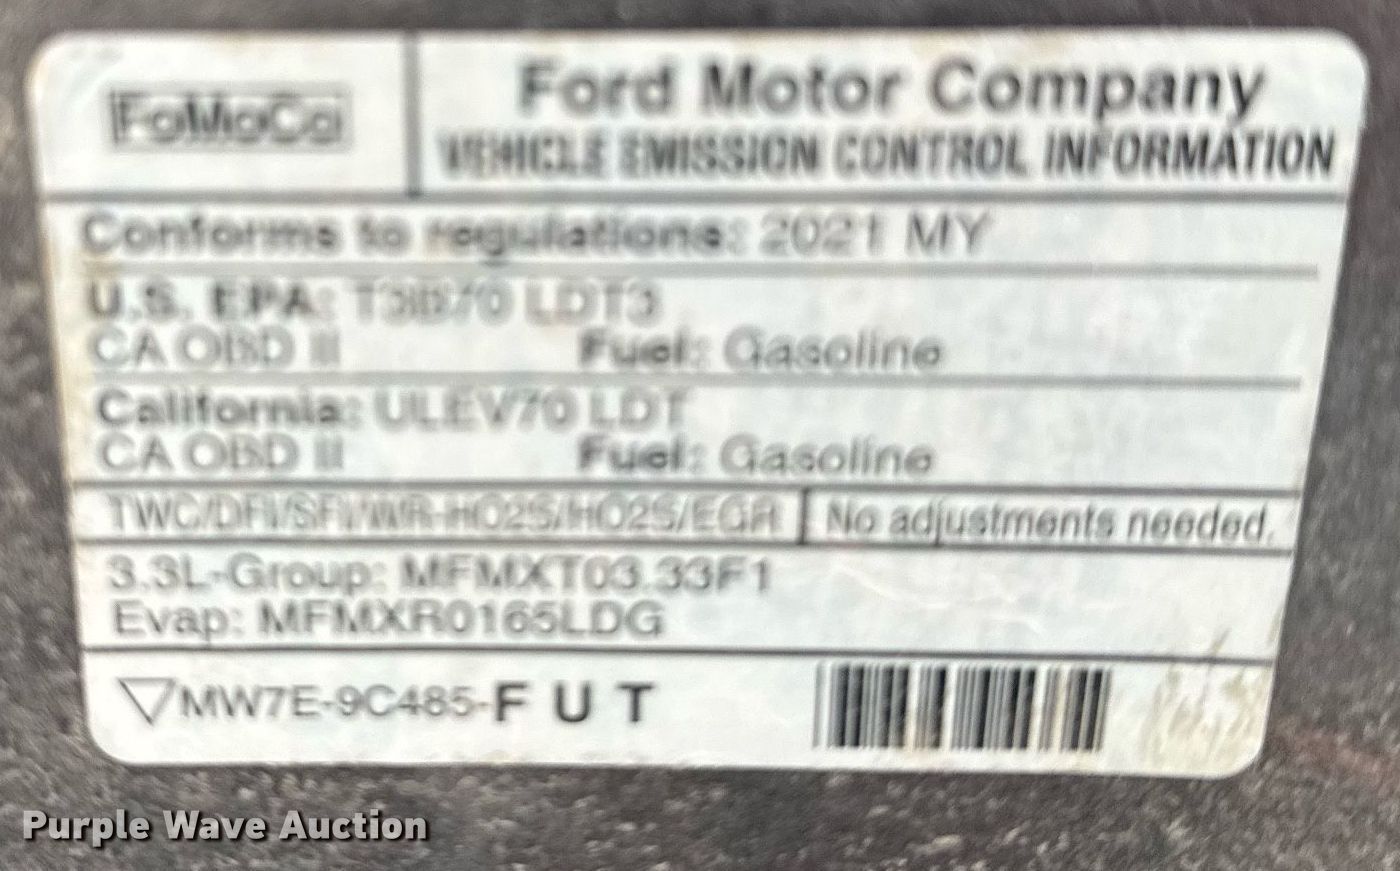 FoMoCo
Ford Motor Company
VEHICLE EMISSION CONTROL INFORMATION
Conforms to regulations: 2021 MY
U.S. EPA: T3B70 LDT3
CA OBD II Fuel: Gasoline
California: ULEV70 LDT
CA OBD II Fuel: Gasoline
TWC/DFI/SFI/WR-HO2S/HO2S/EGR No adjustments needed.
3.3L-Group: MFMXT03.33F1
Evap: MFMXR0165LDG
MW7E-9C485-F U T
Purple Wave Auction